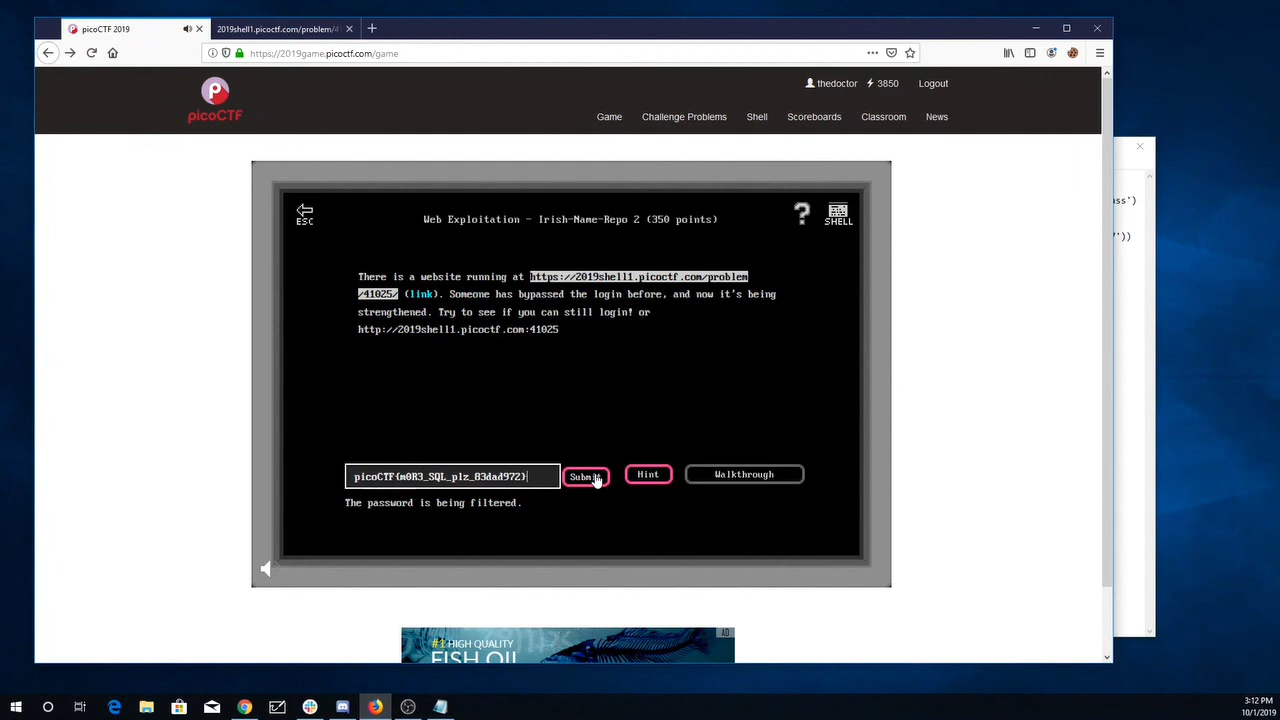 picoCTF 2019
2019shell1.picoctf.com/problem/4
https://2019game.picoctf.com/game
P
picoCTF
thedoctor 3850 Logout
Game Challenge Problems Shell Scoreboards Classroom News
ESC
Web Exploitation - Irish-Name-Repo 2 (350 points)
?
SHELL
There is a website running at https://2019shell1.picoctf.com/problem
/41025/ (link). Someone has bypassed the login before, and now it's being
strengthened. Try to see if you can still login! or
http://2019shell1.picoctf.com:41025
picoCTF{m0R3_SQL_plz_83dad972}
Submit
Hint
Walkthrough
The password is being filtered.
ass')
'))
AD
#1 HIGH QUALITY
FISH OIL
3:12 PM
10/1/2019